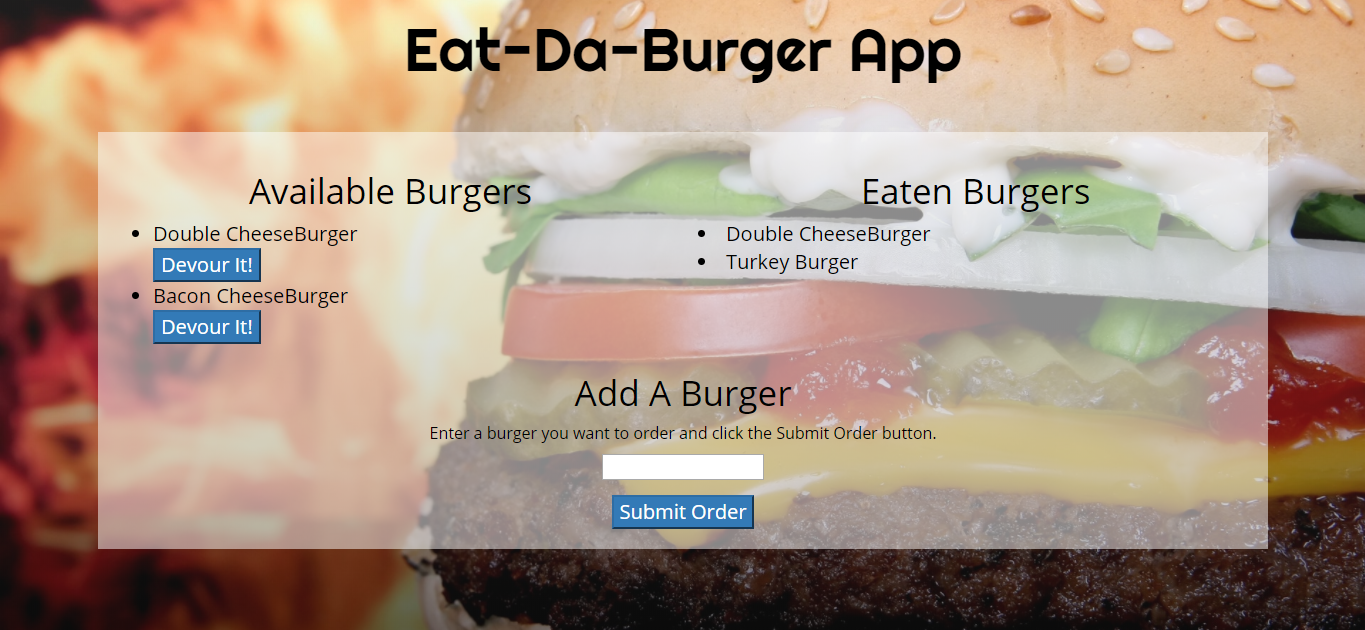 Eat-Da-Burger App
Available Burgers
Double CheeseBurger
Devour It!
Bacon CheeseBurger
Devour It!
Eaten Burgers
Double CheeseBurger
Turkey Burger
Add A Burger
Enter a burger you want to order and click the Submit Order button.
Submit Order